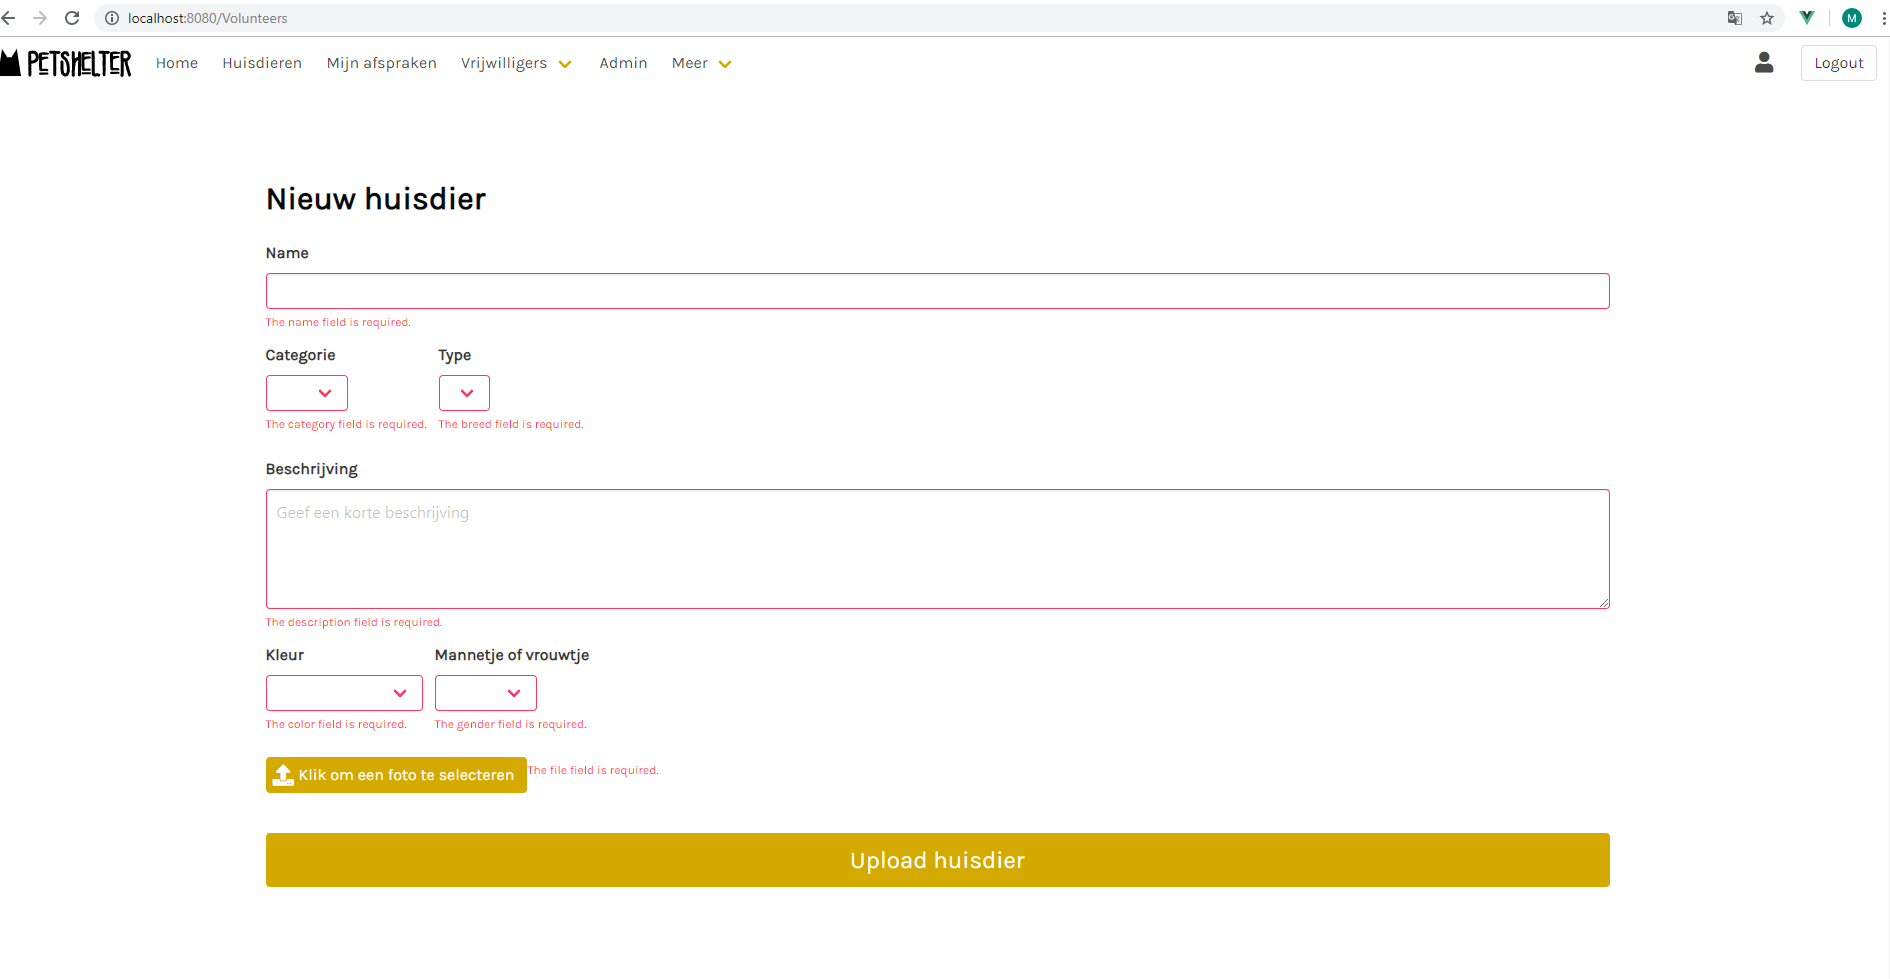 localhost:8080/Volunteers
M
PETSHELTER Home Huisdieren Mijn afspraken Vrijwilligers Admin Meer Logout
Nieuw huisdier
Name
The name field is required.
Categorie Type
The category field is required. The breed field is required.
Beschrijving
Geef een korte beschrijving
The description field is required.
Kleur Mannetje of vrouwtje
The color field is required. The gender field is required.
Klik om een foto te selecteren The file field is required.
Upload huisdier